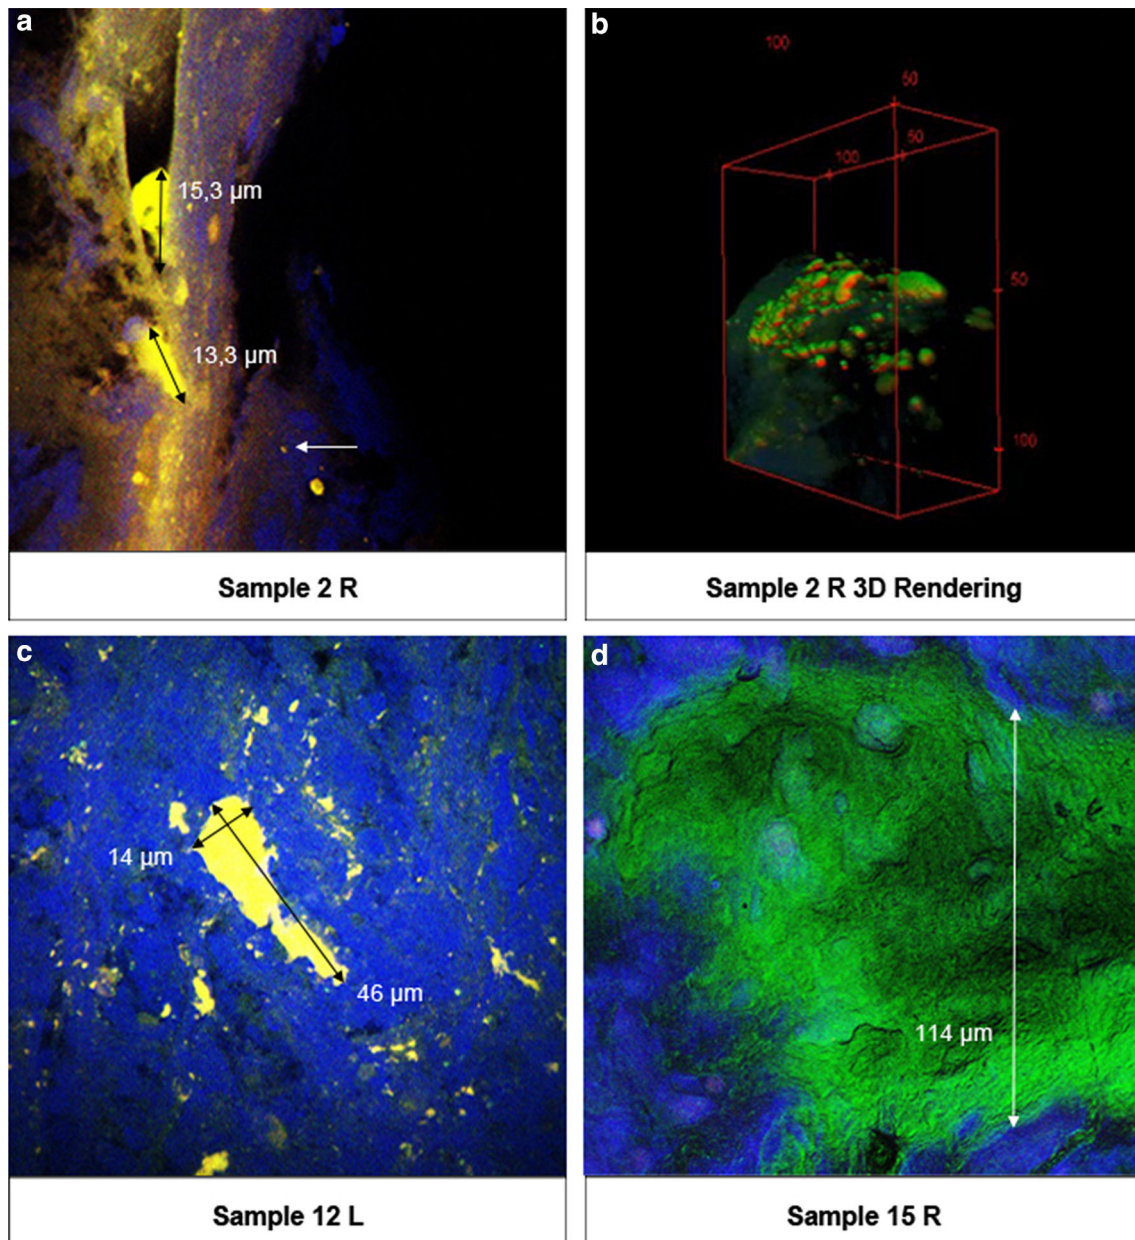 a
15,3 µm
13,3 µm
Sample 2 R
b
100
50
50
100
50
100
Sample 2 R 3D Rendering
c
14 µm
46 µm
Sample 12 L
d
114 µm
Sample 15 R